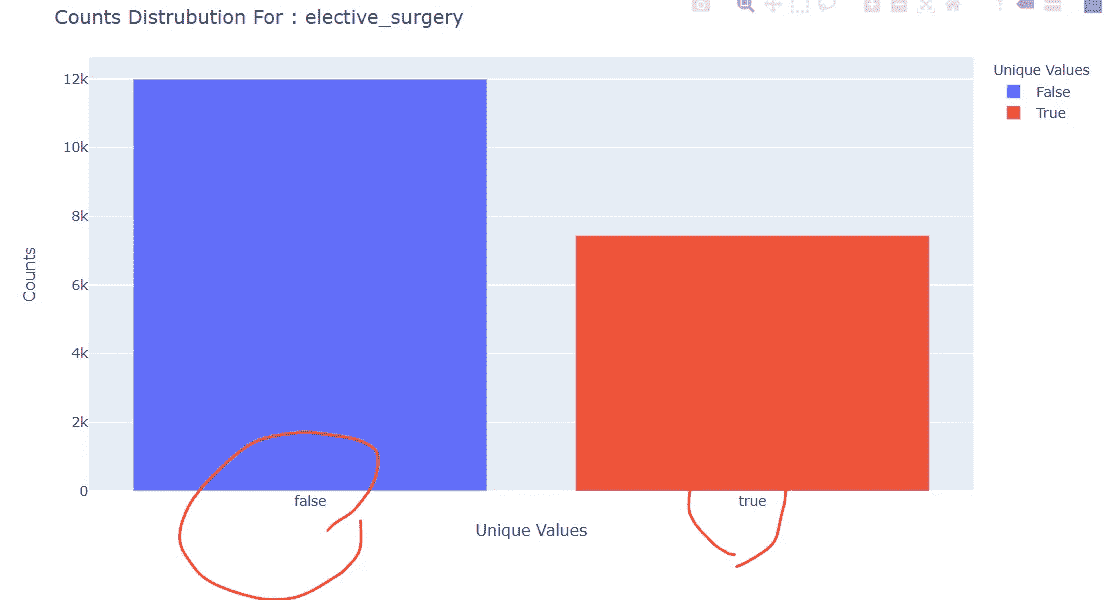 Counts Distrubution For : elective_surgery
Unique Values
False
True
12k
10k
8k
6k
4k
2k
0
Counts
false
true
Unique Values